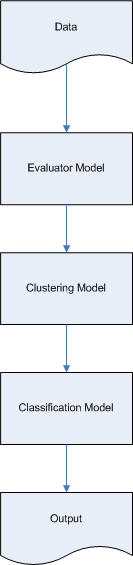 Data
Evaluator Model
Clustering Model
Classification Model
Output